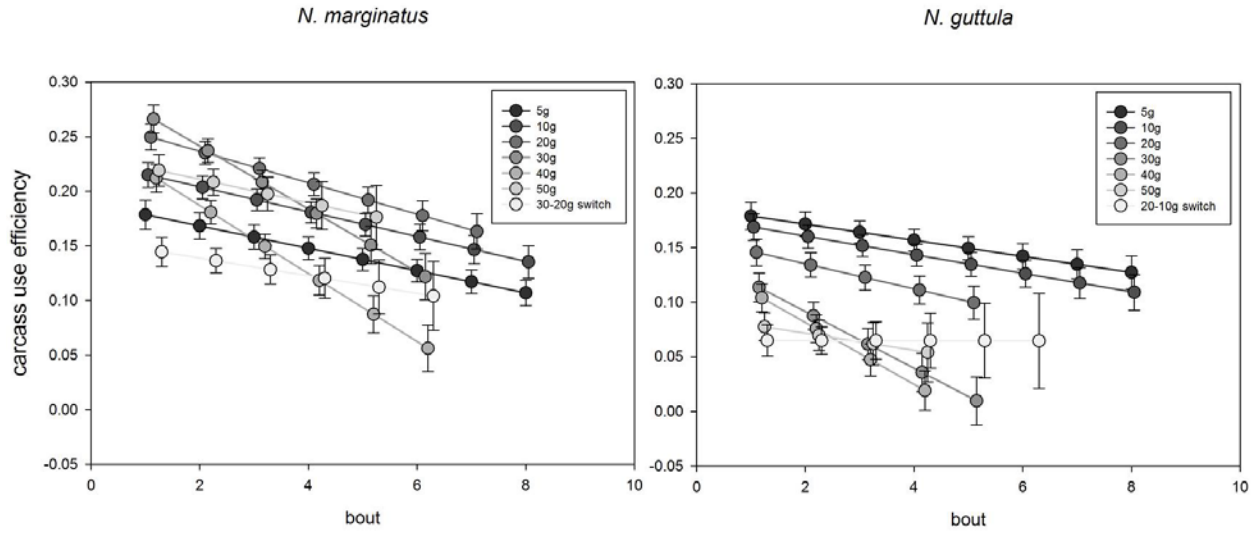 N. marginatus
N. guttula
carcass use efficiency
0.30
0.25
0.20
0.15
0.10
0.05
0.00
-0.05
0 2 4 6 8 10
bout
5g
10g
20g
30g
40g
50g
30-20g switch
0.30
0.25
0.20
0.15
0.10
0.05
0.00
-0.05
0 2 4 6 8 10
bout
5g
10g
20g
30g
40g
50g
20-10g switch